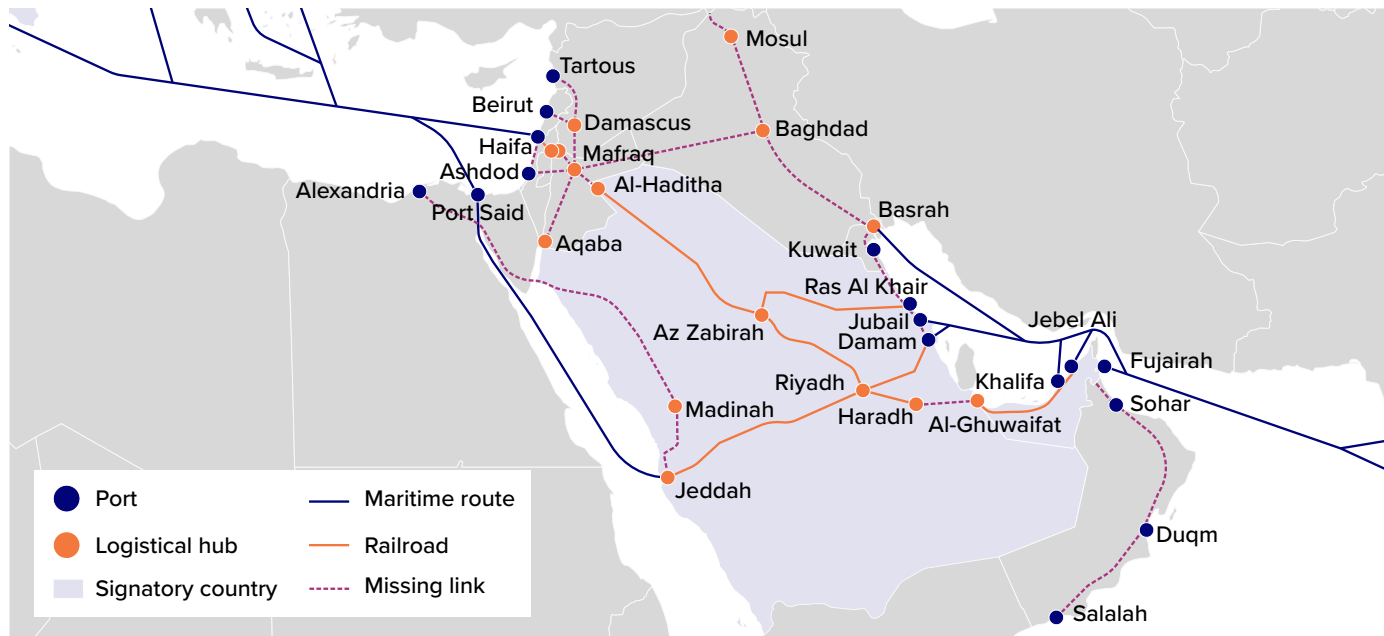 Mosul
Tartous
Beirut
Damascus
Baghdad
Haifa
Mafraq
Ashdod
Alexandria
Al-Haditha
Port Said
Basrah
Aqaba
Kuwait
Ras Al Khair
Az Zabirah
Jubail
Jebel Ali
Damam
Fujairah
Riyadh
Khalifa
Madinah
Haradh
Al-Ghuwaifat
Sohar
Jeddah
Port
Maritime route
Logistical hub
Railroad
Duqm
Signatory country
Missing link
Salalah